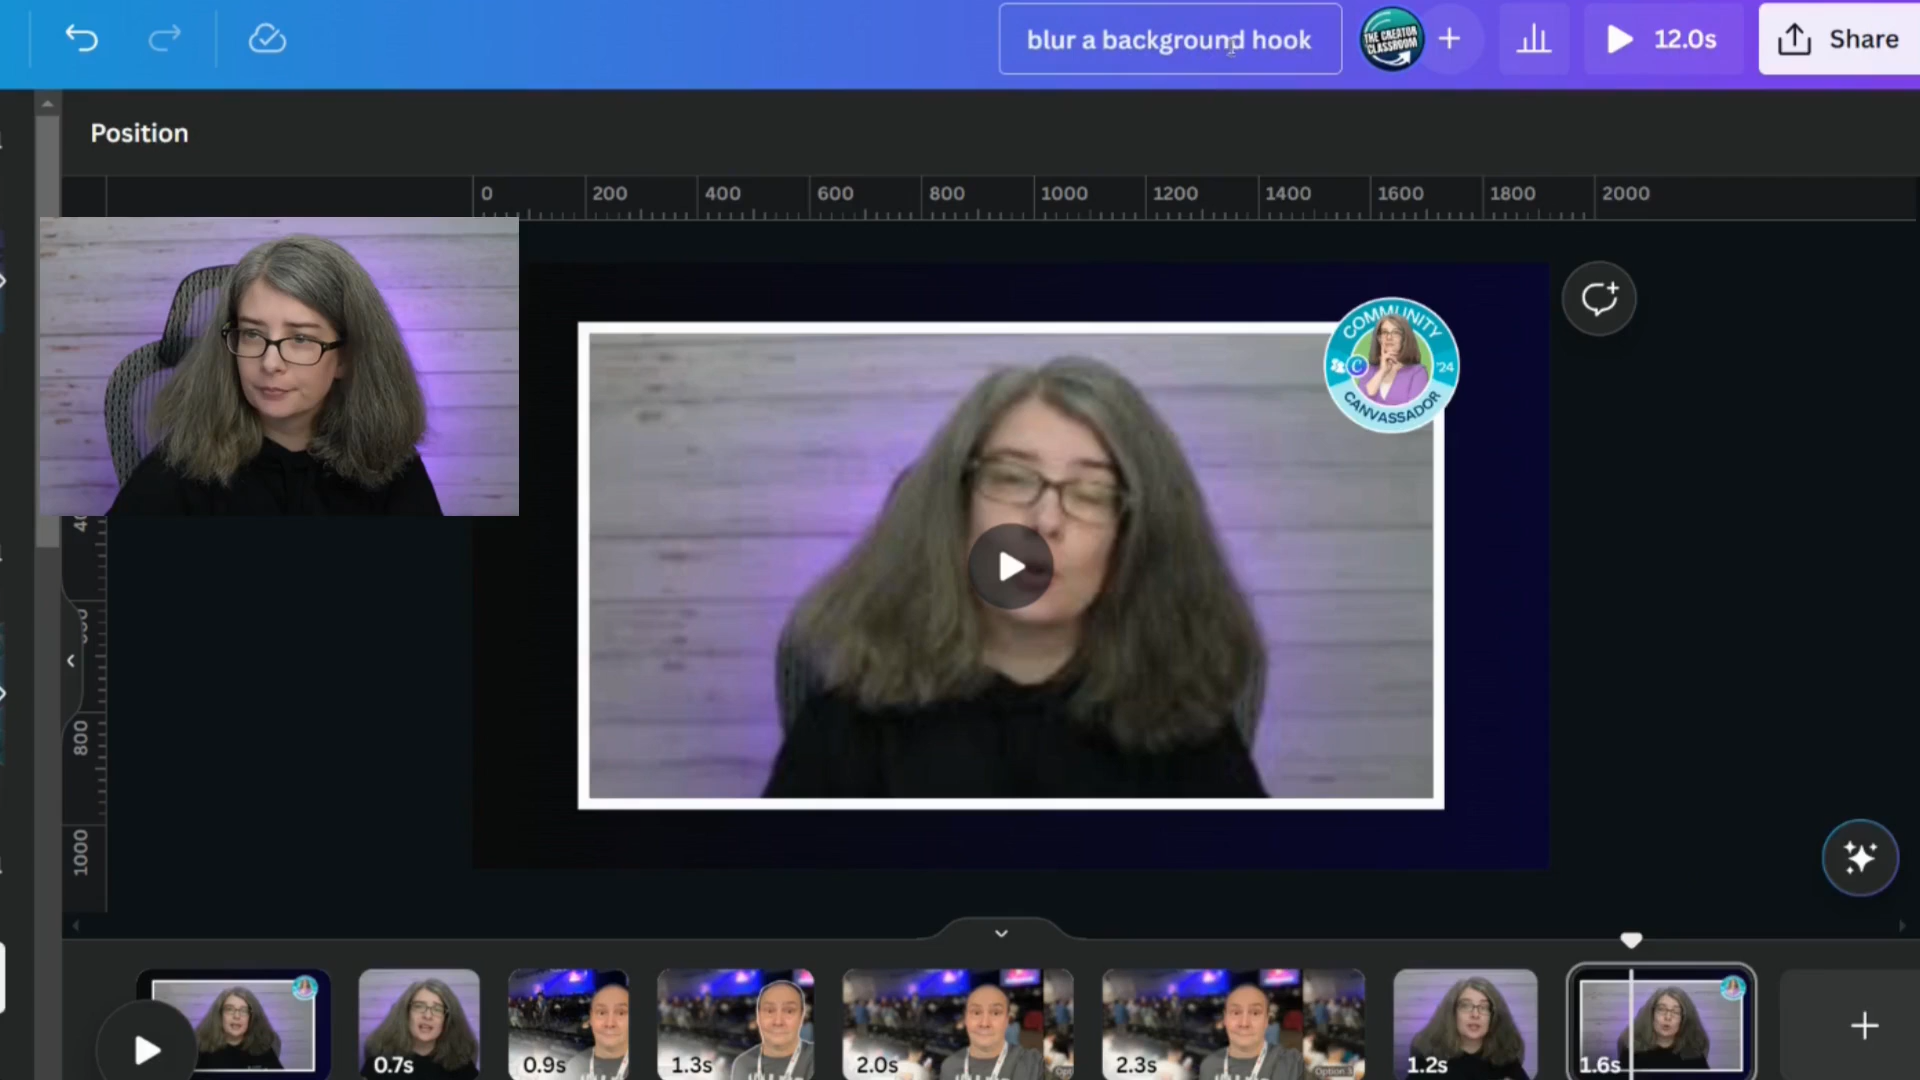 blur a background hook
THE CREATOR
CLASSROOM
12.0s
Share
Position
0 200 400 600 800 1000 1200 1400 1600 1800 2000
COMMUNITY
C '24
CANVASSADOR
800
1000
0.7s
0.9s
1.3s
2.0s
2.3s
Option 3
1.2s
1.6s